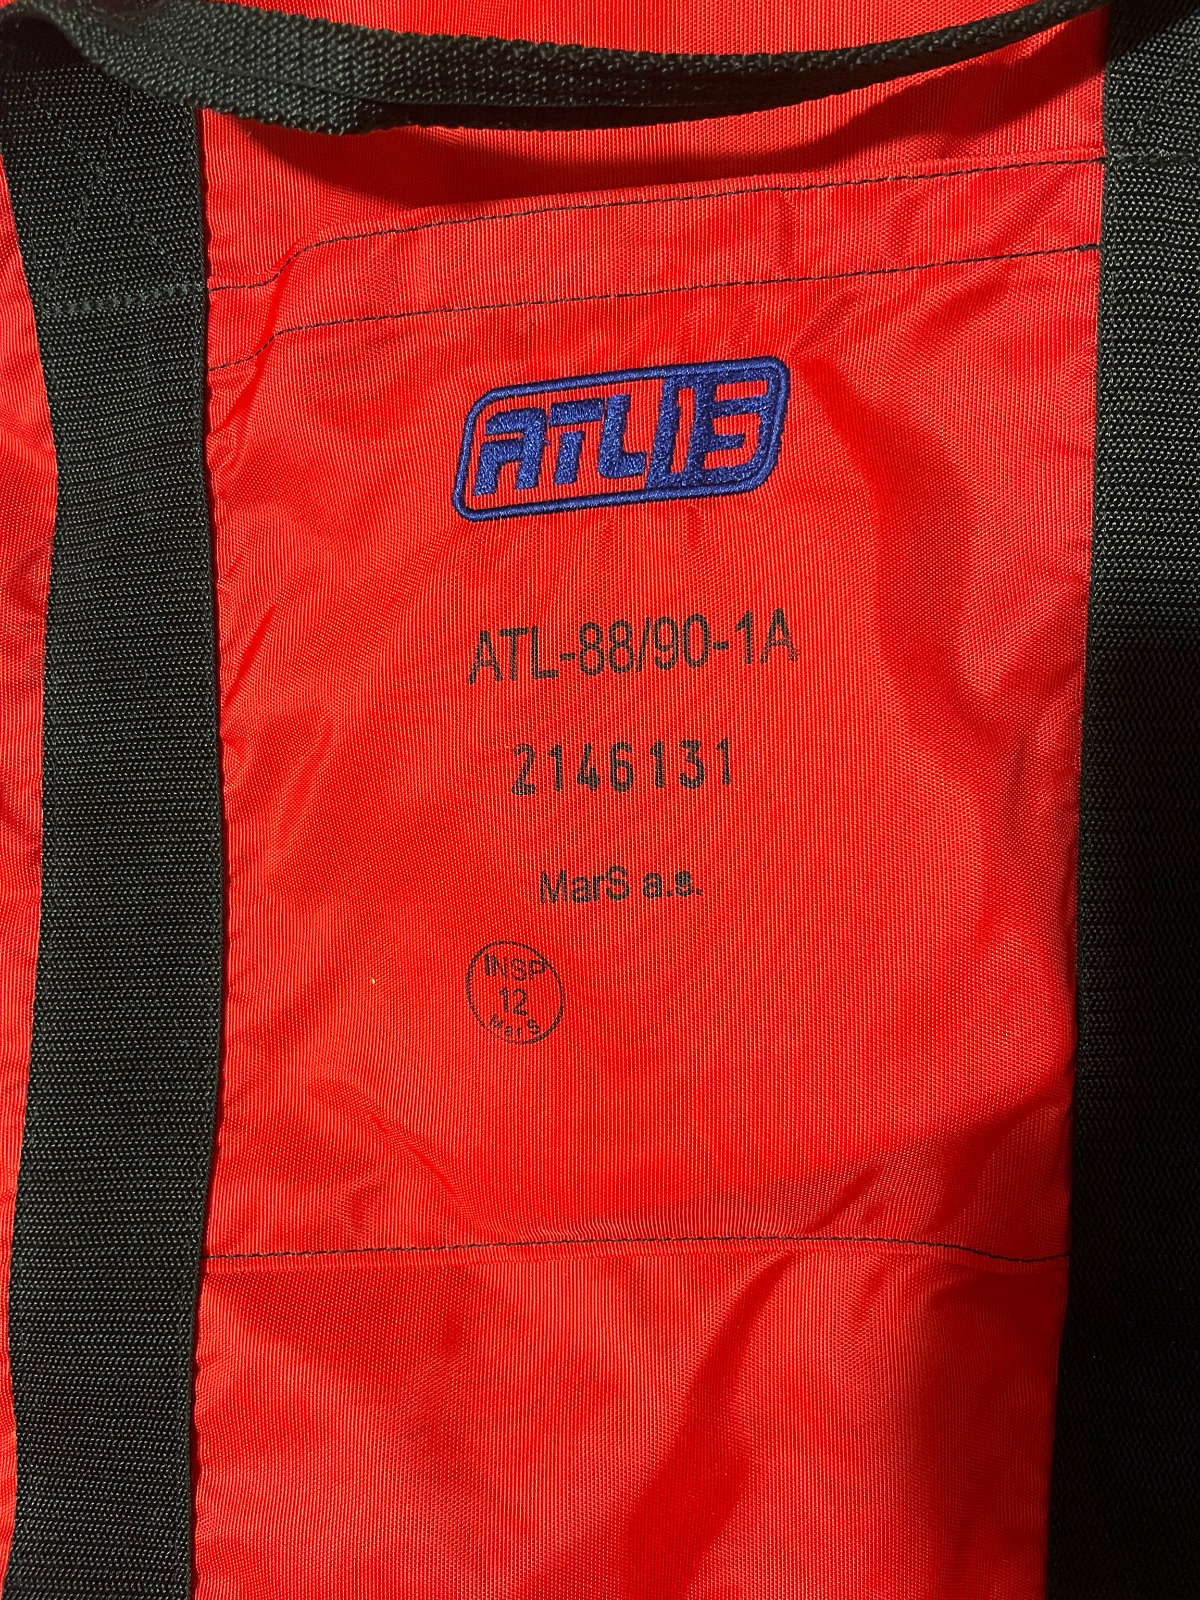 ATLIS
ATL-88/90-1A
2146131
MarS a.s.
INSP
12
MarS